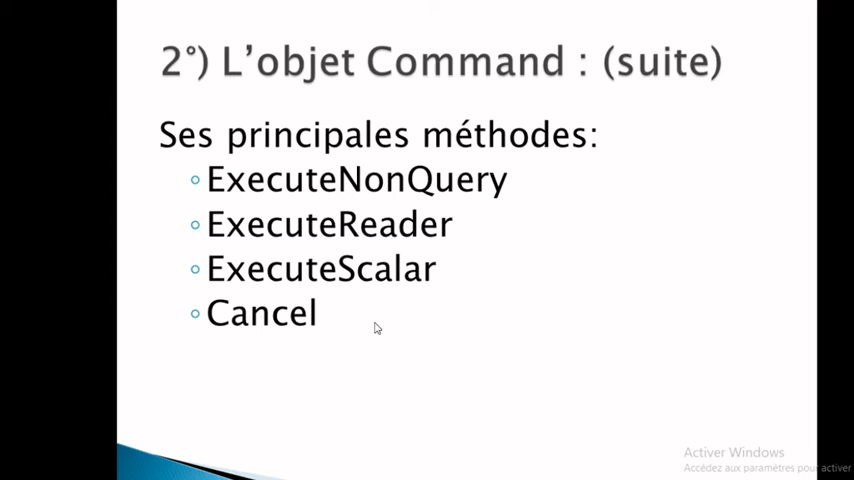 2°) L’objet Command : (suite)
Ses principales méthodes:
ExecuteNonQuery
ExecuteReader
ExecuteScalar
Cancel
Activer Windows
Accédez aux paramètres pour activer